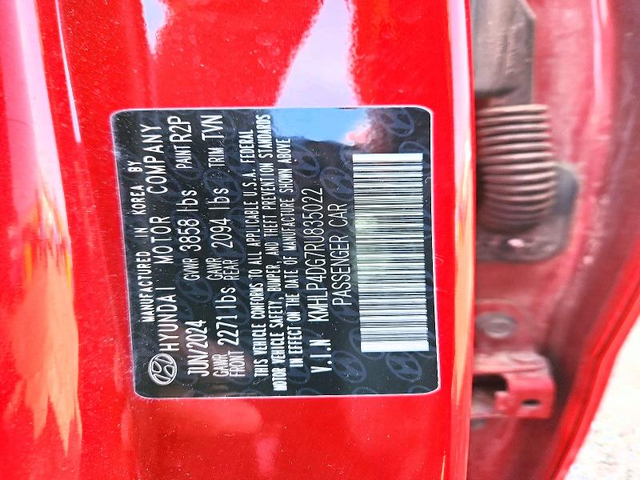 MANUFACTURED IN KOREA BY
HYUNDAI MOTOR COMPANY
JUN/2024 GVWR 3858 lbs PAINT R2P
GAWR FRONT 2271 lbs GAWR REAR 2094 lbs TRIM TVN
THIS VEHICLE CONFORMS TO ALL APPLICABLE U.S.A. FEDERAL
MOTOR VEHICLE SAFETY, BUMPER, AND THEFT PREVENTION STANDARDS
IN EFFECT ON THE DATE OF MANUFACTURE SHOWN ABOVE
V.I.N KMHLP4DG7RU835022
PASSENGER CAR